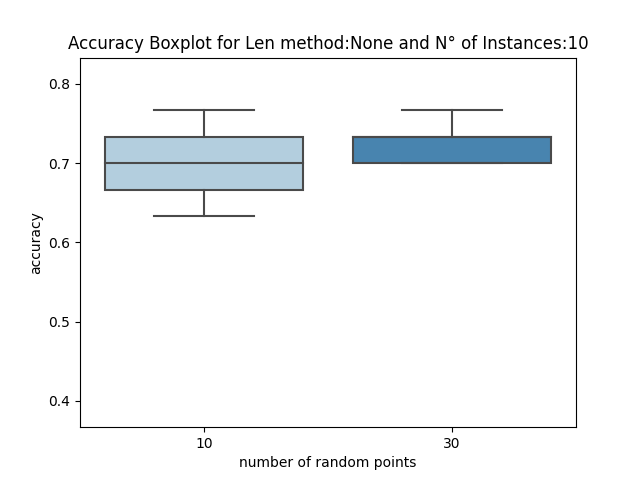 Accuracy Boxplot for Len method:None and N° of Instances:10
0.8
0.7
0.6
0.5
0.4
accuracy
10 30
number of random points